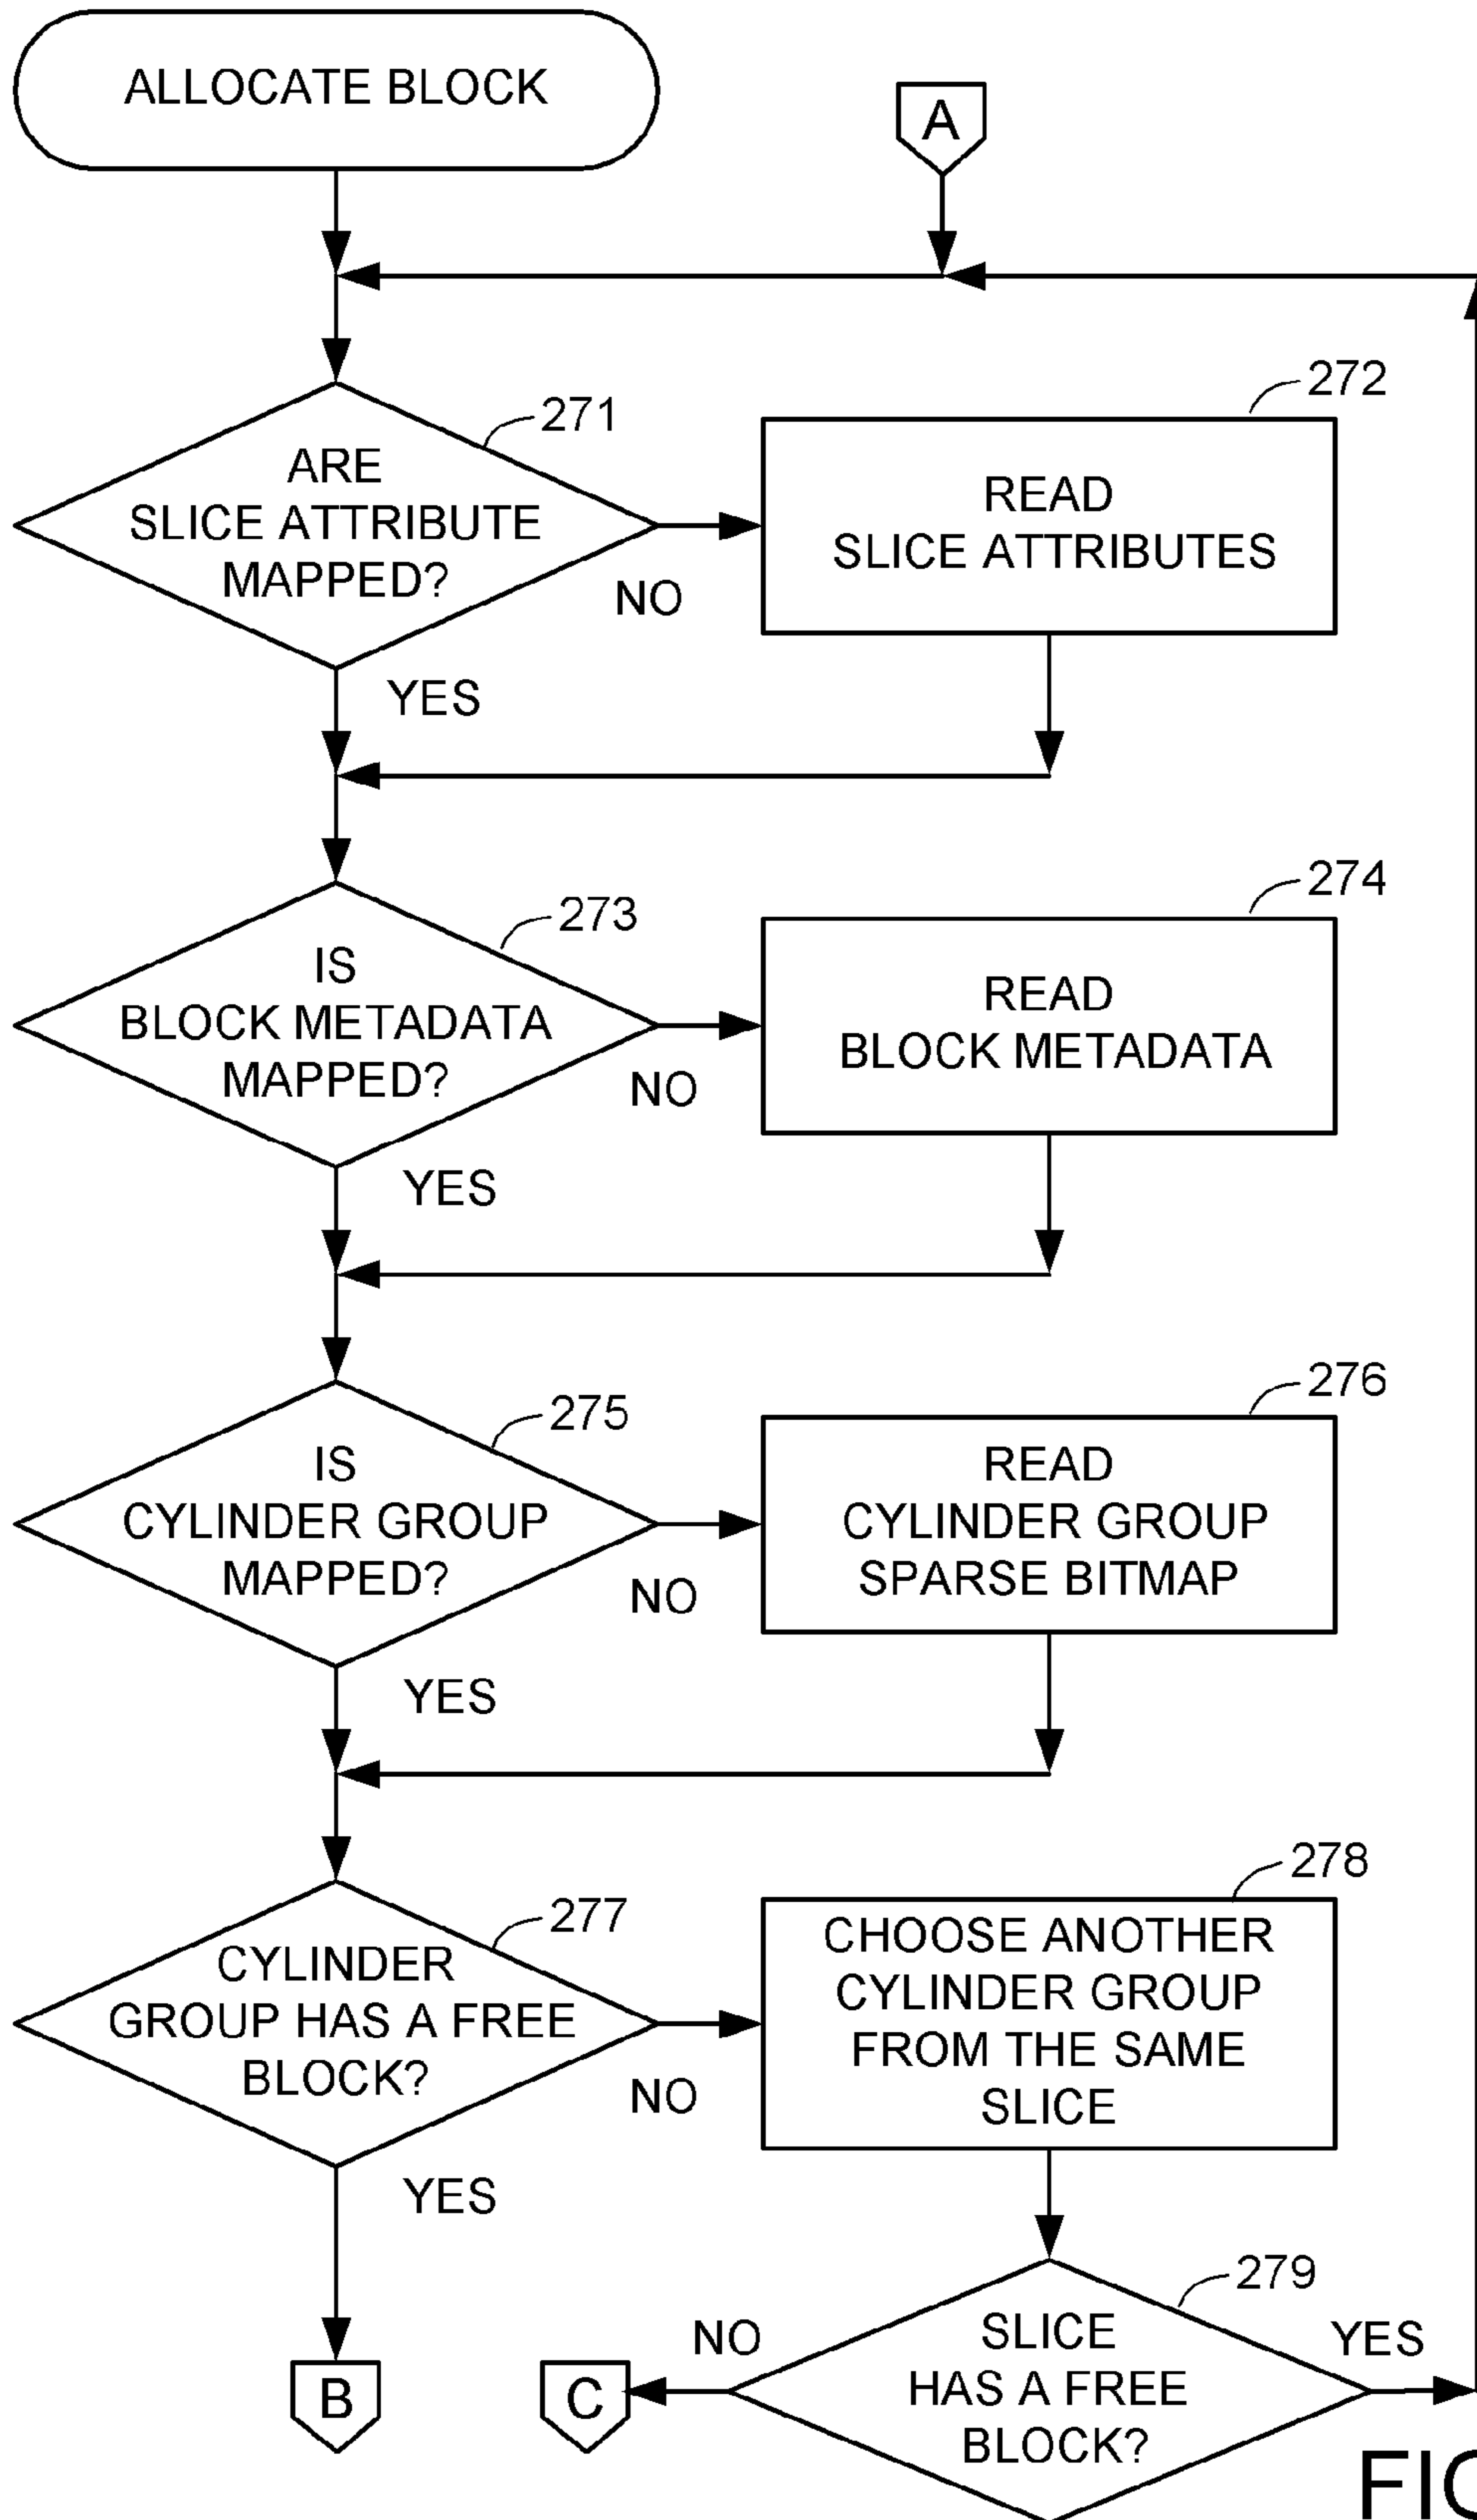 ALLOCATE BLOCK
A
271
ARE
SLICE ATTRIBUTE
MAPPED?
NO
YES
272
READ
SLICE ATTRIBUTES
273
IS
BLOCK METADATA
MAPPED?
NO
YES
274
READ
BLOCK METADATA
275
IS
CYLINDER GROUP
MAPPED?
NO
YES
276
READ
CYLINDER GROUP
SPARSE BITMAP
277
CYLINDER
GROUP HAS A FREE
BLOCK?
NO
YES
278
CHOOSE ANOTHER
CYLINDER GROUP
FROM THE SAME
SLICE
279
SLICE
HAS A FREE
BLOCK?
NO
YES
B
C